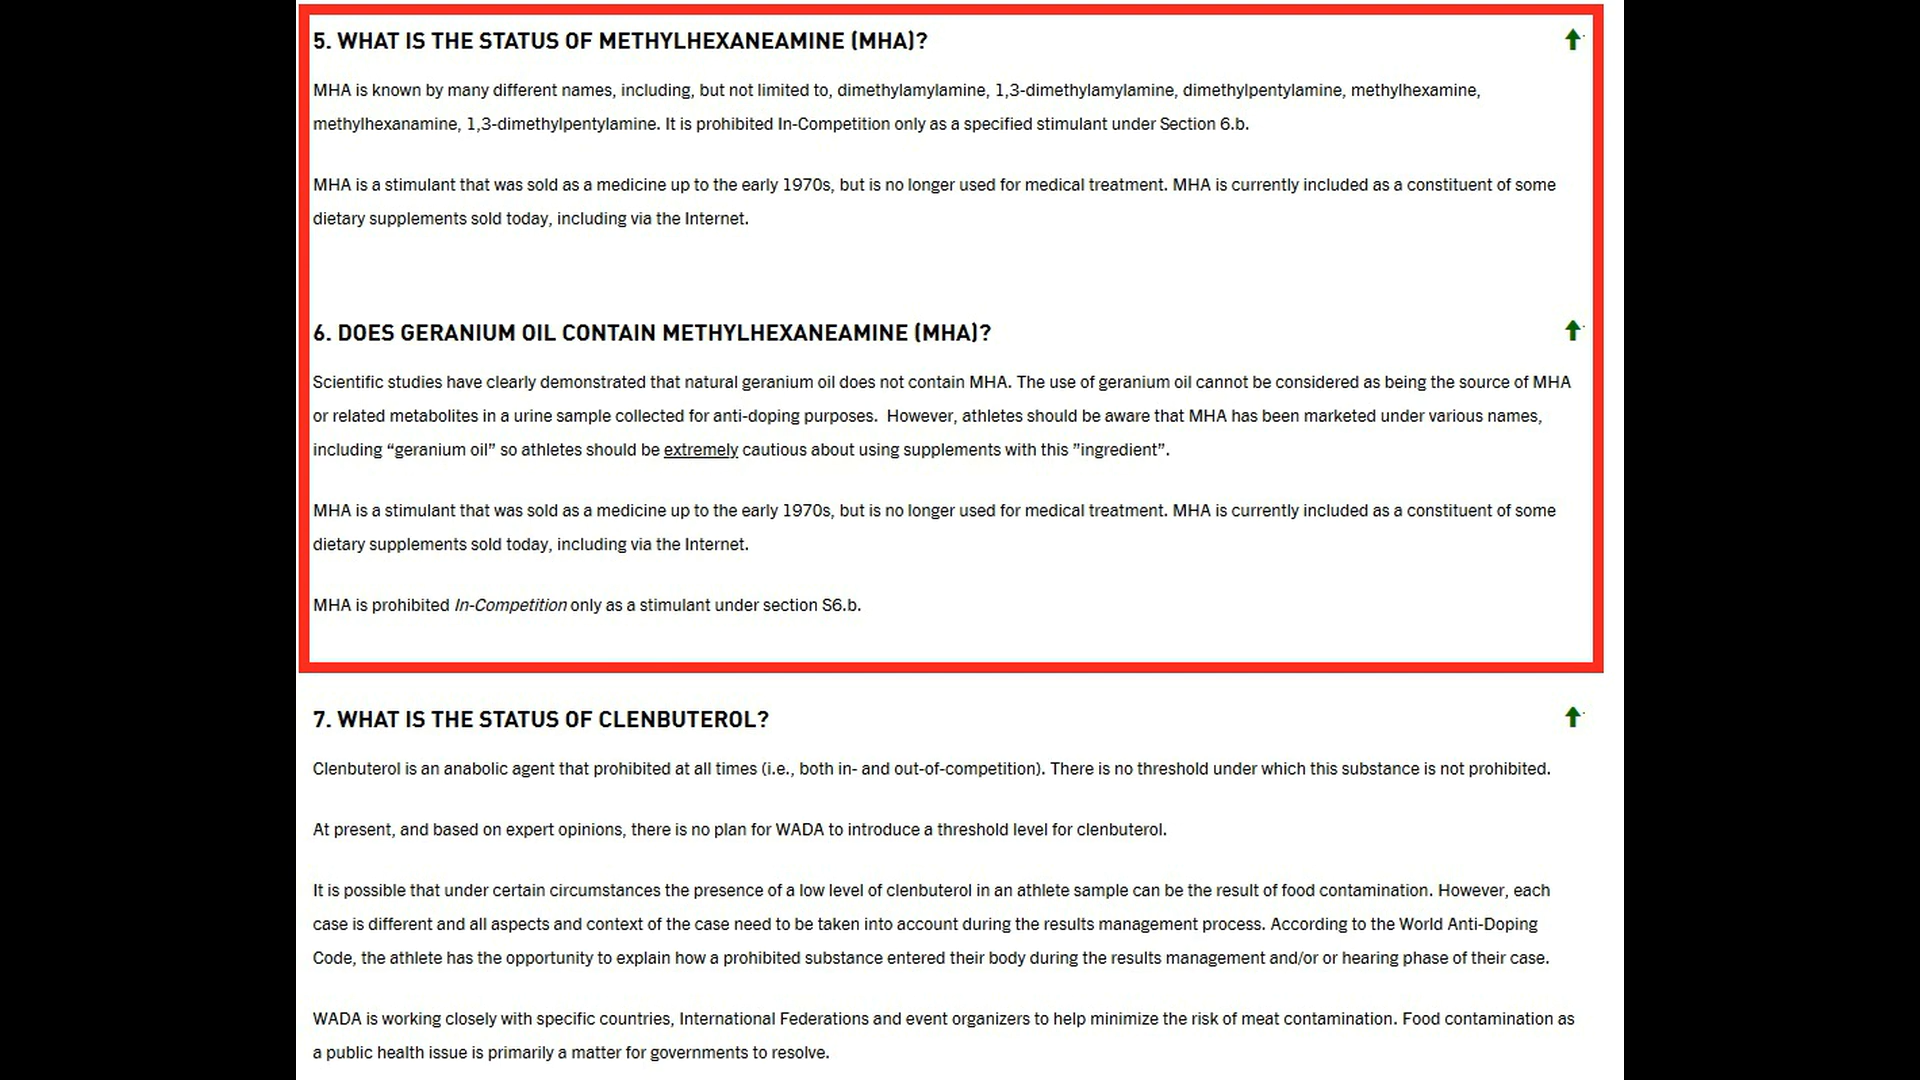 5. WHAT IS THE STATUS OF METHYLHEXANEAMINE (MHA)?
MHA is known by many different names, including, but not limited to, dimethylamylamine, 1,3-dimethylamylamine, dimethylpentylamine, methylhexamine,
methylhexanamine, 1,3-dimethylpentylamine. It is prohibited In-Competition only as a specified stimulant under Section 6.b.
MHA is a stimulant that was sold as a medicine up to the early 1970s, but is no longer used for medical treatment. MHA is currently included as a constituent of some
dietary supplements sold today, including via the Internet.
6. DOES GERANIUM OIL CONTAIN METHYLHEXANEAMINE (MHA)?
Scientific studies have clearly demonstrated that natural geranium oil does not contain MHA. The use of geranium oil cannot be considered as being the source of MHA
or related metabolites in a urine sample collected for anti-doping purposes.  However, athletes should be aware that MHA has been marketed under various names,
including “geranium oil” so athletes should be extremely cautious about using supplements with this ”ingredient”.
MHA is a stimulant that was sold as a medicine up to the early 1970s, but is no longer used for medical treatment. MHA is currently included as a constituent of some
dietary supplements sold today, including via the Internet.
MHA is prohibited In-Competition only as a stimulant under section S6.b.
7. WHAT IS THE STATUS OF CLENBUTEROL?
Clenbuterol is an anabolic agent that prohibited at all times (i.e., both in- and out-of-competition). There is no threshold under which this substance is not prohibited.
At present, and based on expert opinions, there is no plan for WADA to introduce a threshold level for clenbuterol.
It is possible that under certain circumstances the presence of a low level of clenbuterol in an athlete sample can be the result of food contamination. However, each
case is different and all aspects and context of the case need to be taken into account during the results management process. According to the World Anti-Doping
Code, the athlete has the opportunity to explain how a prohibited substance entered their body during the results management and/or or hearing phase of their case.
WADA is working closely with specific countries, International Federations and event organizers to help minimize the risk of meat contamination. Food contamination as
a public health issue is primarily a matter for governments to resolve.